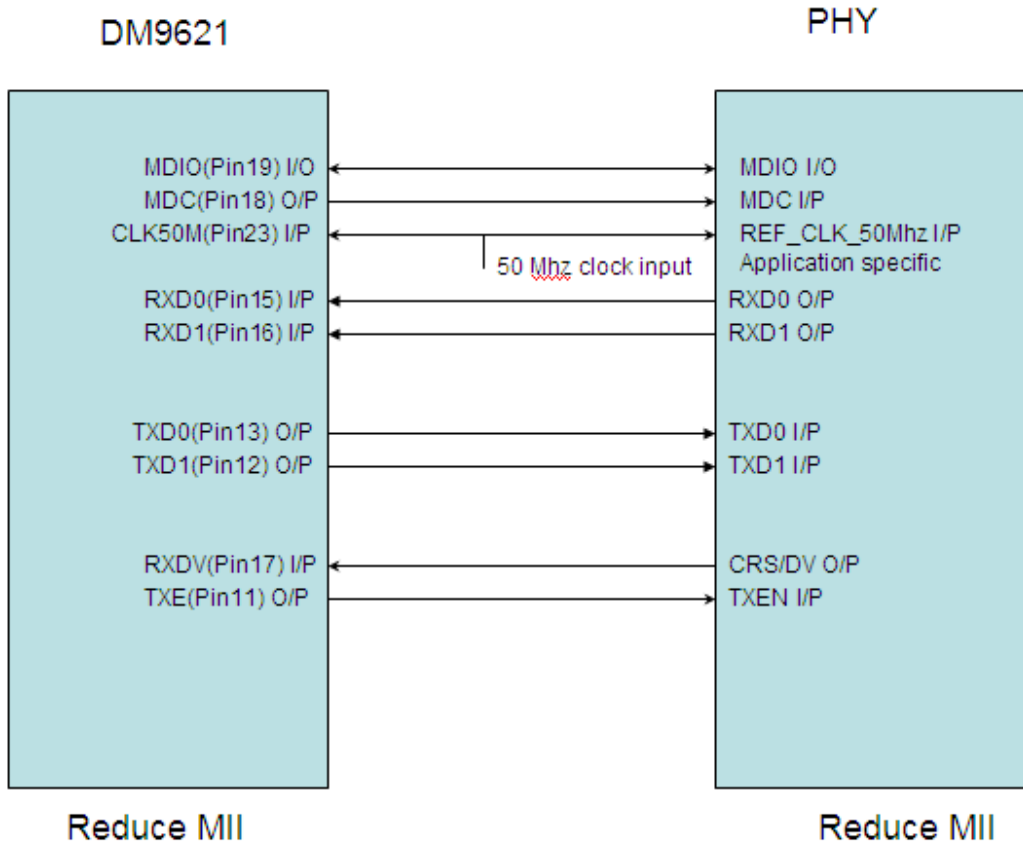 DM9621
PHY
MDIO(Pin19) I/O
MDIO I/O
MDC(Pin18) O/P
MDC I/P
CLK50M(Pin23) I/P
REF_CLK_50Mhz I/P
50 Mhz clock input
Application specific
RXD0(Pin15) I/P
RXD0 O/P
RXD1(Pin16) I/P
RXD1 O/P
TXD0(Pin13) O/P
TXD0 I/P
TXD1(Pin12) O/P
TXD1 I/P
RXDV(Pin17) I/P
CRS/DV O/P
TXE(Pin11) O/P
TXEN I/P
Reduce MII
Reduce MII